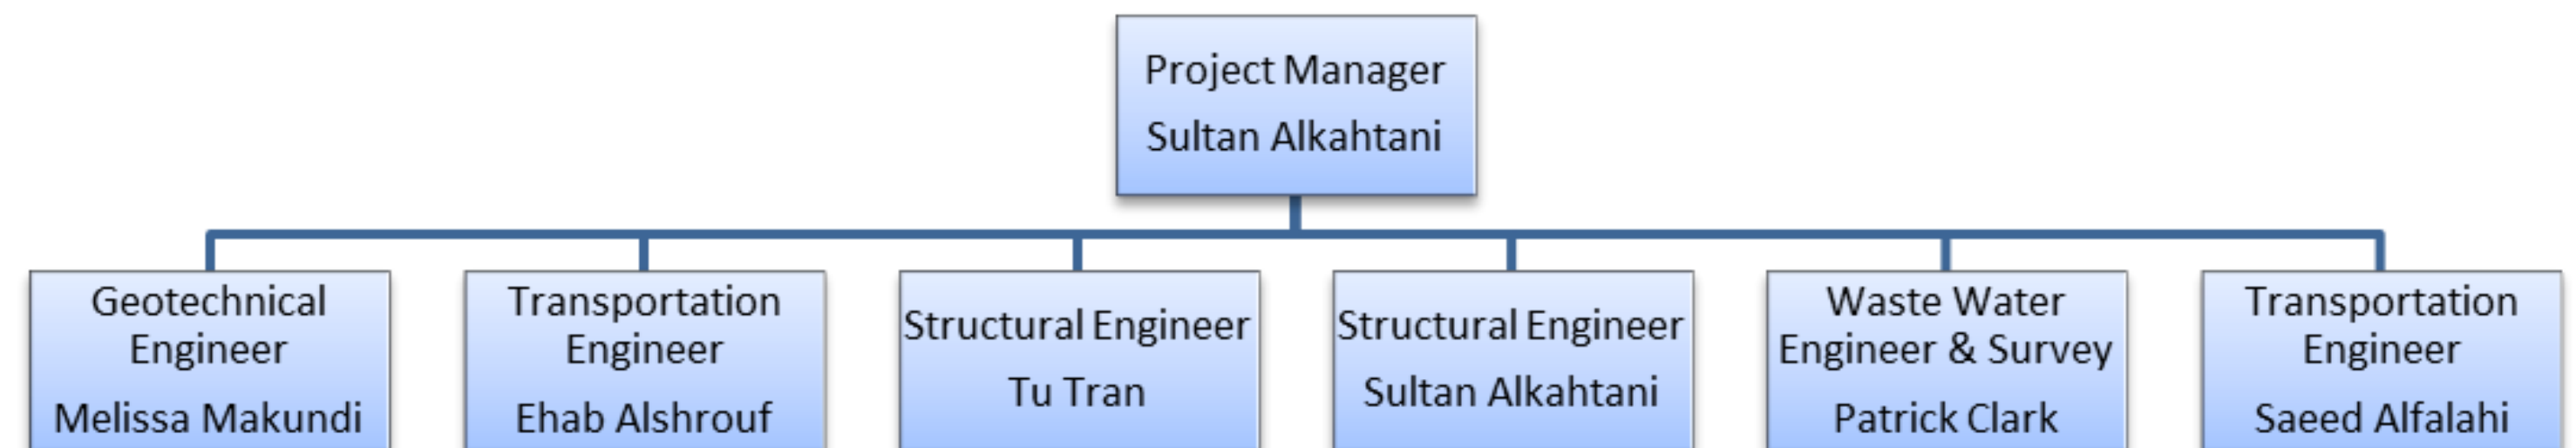 Project Manager
Sultan Alkahtani
Geotechnical
Engineer
Melissa Makundi
Transportation
Engineer
Ehab Alshrouf
Structural Engineer
Tu Tran
Structural Engineer
Sultan Alkahtani
Waste Water
Engineer & Survey
Patrick Clark
Transportation
Engineer
Saeed Alfalahi